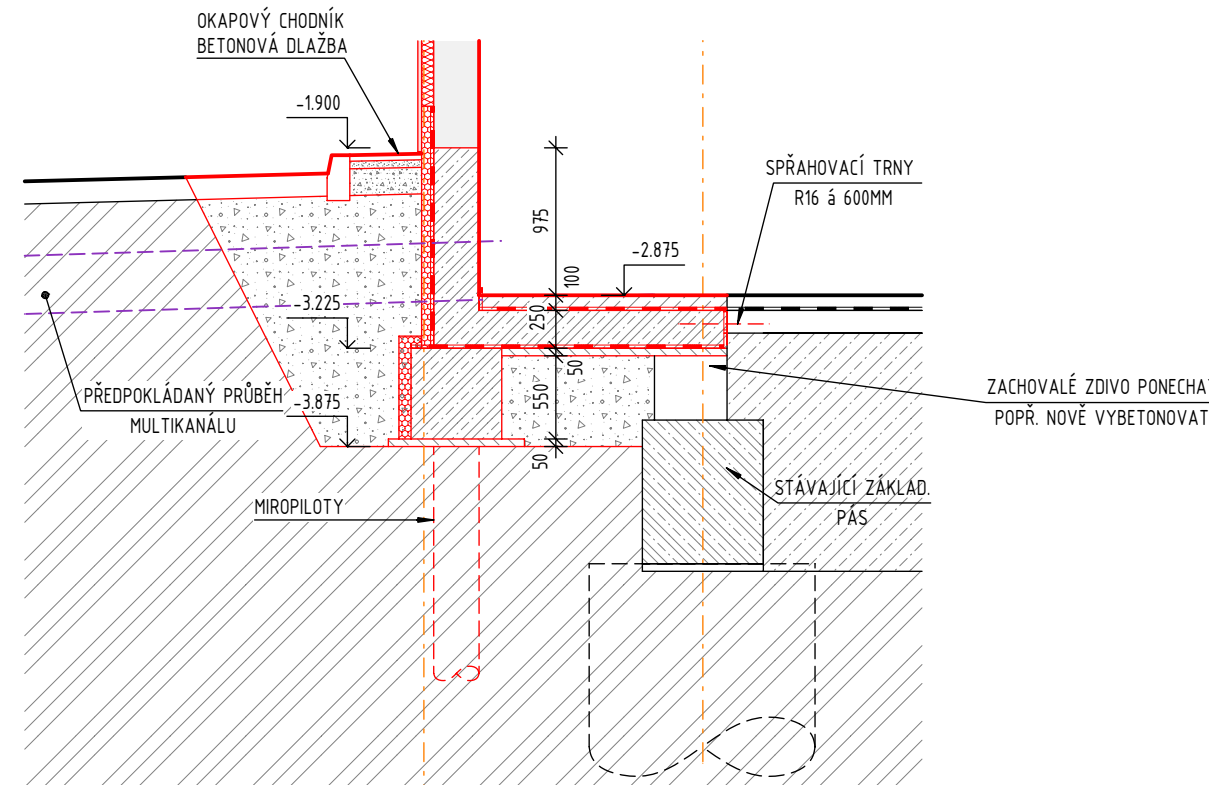 OKAPOVÝ CHODNÍK
BETONOVÁ DLAŽBA
-1.900
SPŘAHOVACÍ TRNY
R16 á 600MM
975
-2.875
100
-3.225
250
50
PŘEDPOKLÁDANÝ PRŮBĚH
MULTIKANÁLU
-3.875
550
ZACHOVALÉ ZDIVO PONECHAT
POPŘ. NOVĚ VYBETONOVAT
50
STÁVAJÍCÍ ZÁKLAD.
PÁS
MIROPILOTY